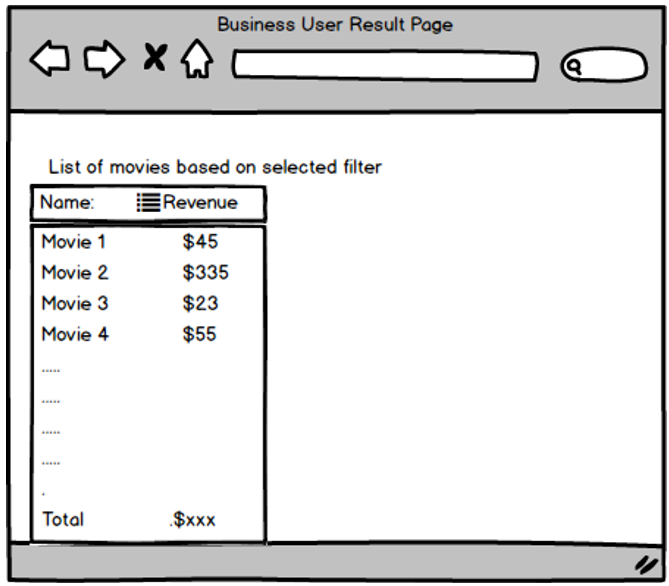 Business User Result Page
List of movies based on selected filter
Name: Revenue
Movie 1 $45
Movie 2 $335
Movie 3 $23
Movie 4 $55
.....
.....
.....
.....
.
Total .$xxx